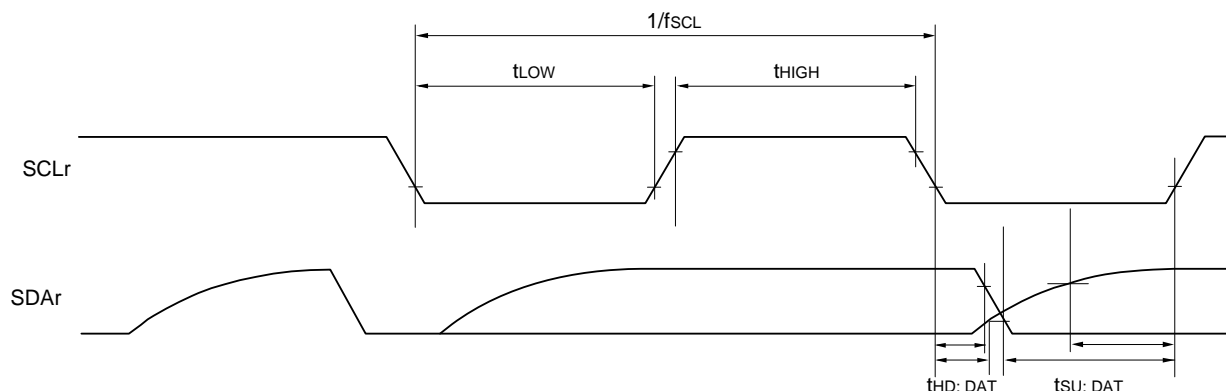 1/fSCL
tLOW
tHIGH
SCLr
SDAr
tHD: DAT
tSU: DAT